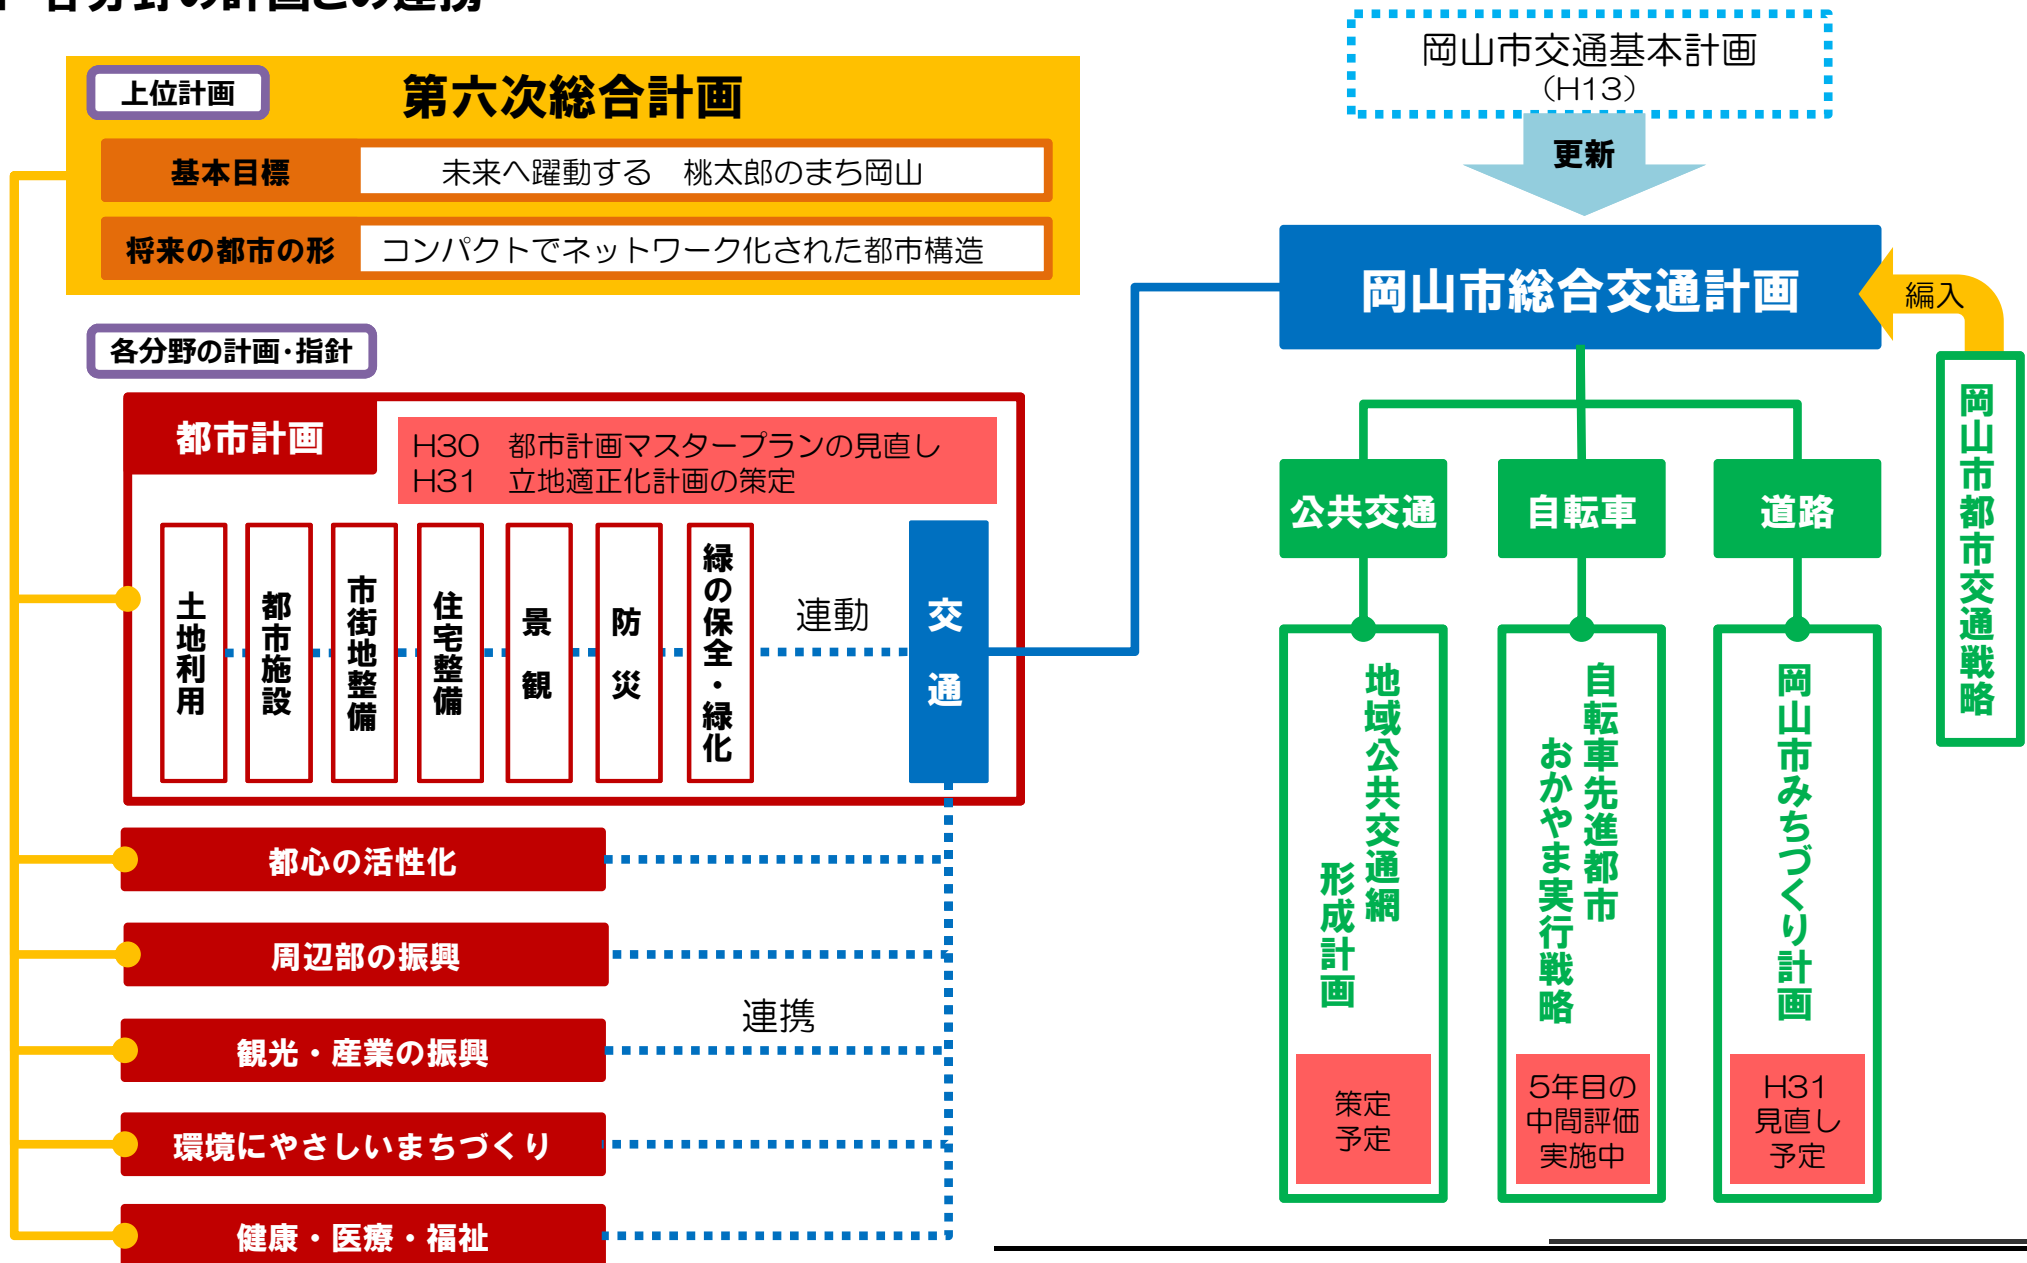 各分野の計画との連携
上位計画
第六次総合計画
基本目標
未来へ躍動する 桃太郎のまち岡山
将来の都市の形
コンパクトでネットワーク化された都市構造
各分野の計画・指針
都市計画
H30 都市計画マスタープランの見直し
H31 立地適正化計画の策定
土地利用
都市施設
市街地整備
住宅整備
景観
防災
緑の保全・緑化
連動
交通
都心の活性化
周辺部の振興
連携
観光・産業の振興
環境にやさしいまちづくり
健康・医療・福祉
岡山市交通基本計画
（H13）
更新
岡山市総合交通計画
編入
岡山市都市交通戦略
公共交通
自転車
道路
地域公共交通網
形成計画
策定
予定
自転車先進都市
おかやま実行戦略
5年目の
中間評価
実施中
岡山市みちづくり計画
H31
見直し
予定